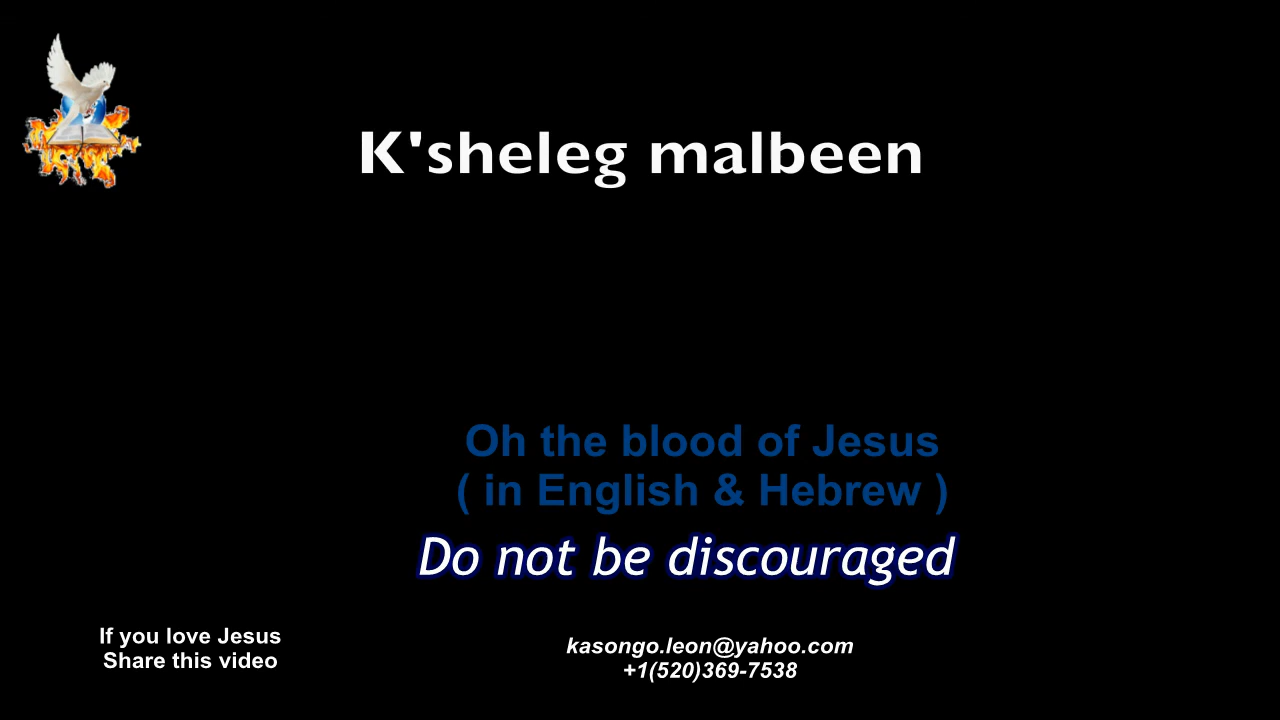 K'sheleg malbeen
Oh the blood of Jesus
( in English & Hebrew )
Do not be discouraged
If you love Jesus
Share this video
kasongo.leon@yahoo.com
+1(520)369-7538